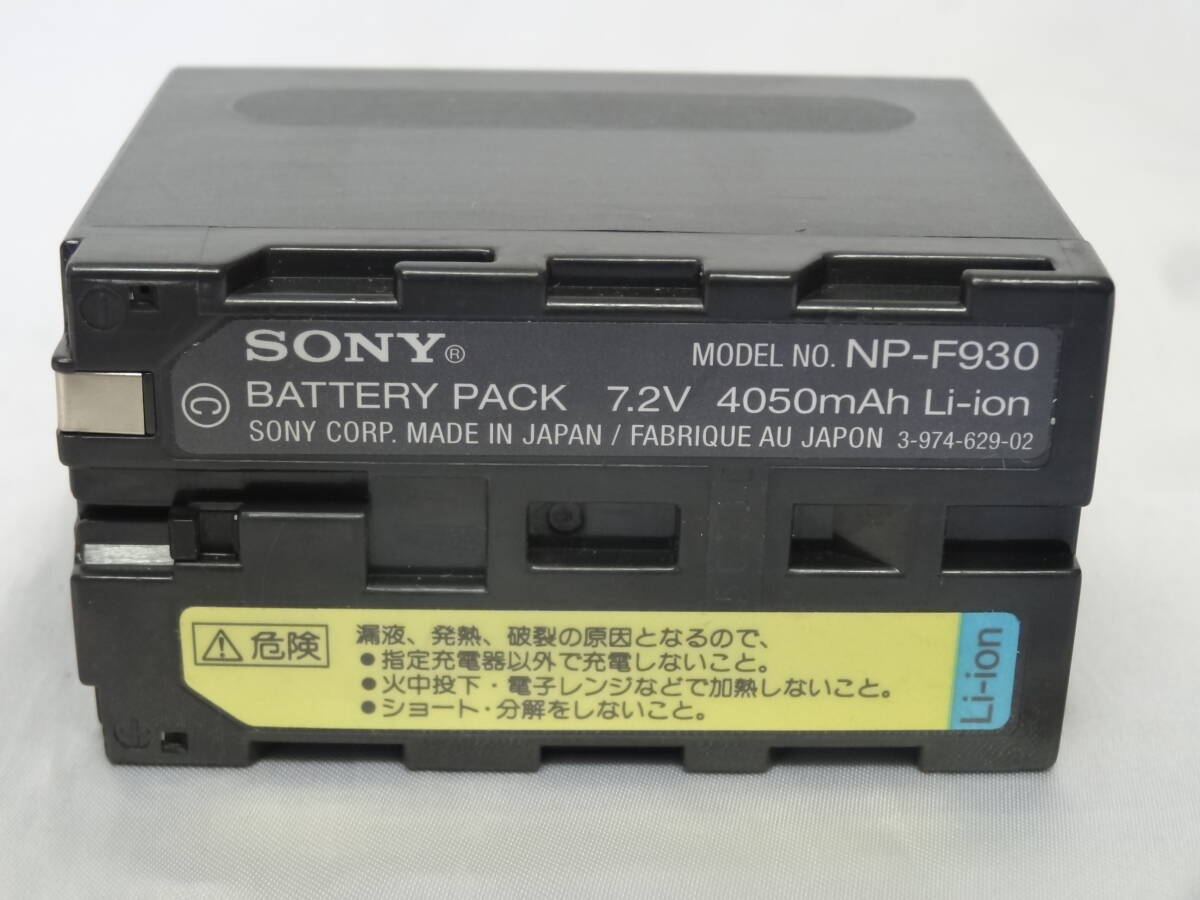 SONY®
MODEL NO. NP-F930
Ⓒ BATTERY PACK 7.2V 4050mAh Li-ion
SONY CORP. MADE IN JAPAN / FABRIQUE AU JAPON 3-974-629-02
⚠危険
漏液、発熱、破裂の原因となるので、
●指定充電器以外で充電しないこと。
●火中投下・電子レンジなどで加熱しないこと。
●ショート・分解をしないこと。
Li-ion